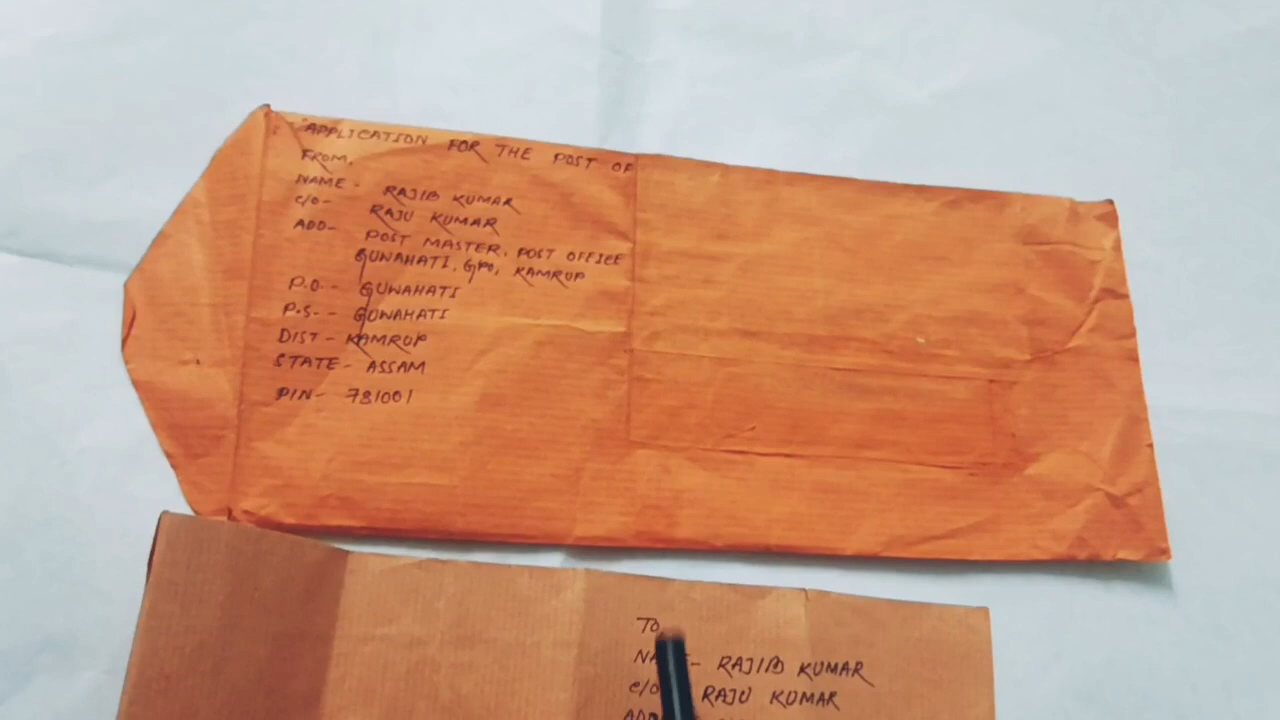 "APPLICATION FOR THE POST OF
FROM,
NAME - RAJIB KUMAR
C/O- RAJU KUMAR
ADD- POST MASTER, POST OFFICE
GUWAHATI, GPO, KAMRUP
P.O. - GUWAHATI
P.S. - GUWAHATI
DIST - KAMRUP
STATE - ASSAM
PIN - 781001
TO,
- RAJIB KUMAR
C/O RAJU KUMAR
ADD